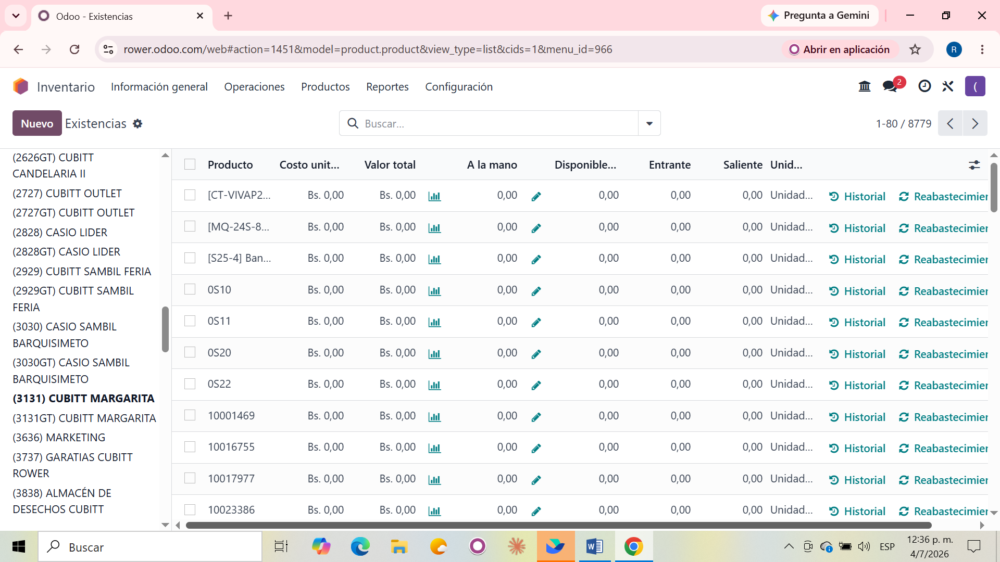 Odoo - Existencias
Pregunta a Gemini
rower.odoo.com/web#action=1451&model=product.product&view_type=list&cids=1&menu_id=966
Abrir en aplicación
R
Inventario Información general Operaciones Productos Reportes Configuración
2
(
Nuevo Existencias
Buscar...
1-80 / 8779
(2626GT) CUBITT
CANDELARIA II
(2727) CUBITT OUTLET
(2727GT) CUBITT OUTLET
(2828) CASIO LIDER
(2828GT) CASIO LIDER
(2929) CUBITT SAMBIL FERIA
(2929GT) CUBITT SAMBIL
FERIA
(3030) CASIO SAMBIL
BARQUISIMETO
(3030GT) CASIO SAMBIL
BARQUISIMETO
(3131) CUBITT MARGARITA
(3131GT) CUBITT MARGARITA
(3636) MARKETING
(3737) GARATIAS CUBITT
ROWER
(3838) ALMACÉN DE
DESECHOS CUBITT
Producto Costo unit... Valor total A la mano Disponible... Entrante Saliente Unid...
[CT-VIVAP2... Bs. 0,00 Bs. 0,00 0,00 0,00 0,00 0,00 Unidad... Historial Reabastecimier
[MQ-24S-8... Bs. 0,00 Bs. 0,00 0,00 0,00 0,00 0,00 Unidad... Historial Reabastecimier
[S25-4] Ban... Bs. 0,00 Bs. 0,00 0,00 0,00 0,00 0,00 Unidad... Historial Reabastecimier
0S10 Bs. 0,00 Bs. 0,00 0,00 0,00 0,00 0,00 Unidad... Historial Reabastecimier
0S11 Bs. 0,00 Bs. 0,00 0,00 0,00 0,00 0,00 Unidad... Historial Reabastecimier
0S20 Bs. 0,00 Bs. 0,00 0,00 0,00 0,00 0,00 Unidad... Historial Reabastecimier
0S22 Bs. 0,00 Bs. 0,00 0,00 0,00 0,00 0,00 Unidad... Historial Reabastecimier
10001469 Bs. 0,00 Bs. 0,00 0,00 0,00 0,00 0,00 Unidad... Historial Reabastecimier
10016755 Bs. 0,00 Bs. 0,00 0,00 0,00 0,00 0,00 Unidad... Historial Reabastecimier
10017977 Bs. 0,00 Bs. 0,00 0,00 0,00 0,00 0,00 Unidad... Historial Reabastecimier
10023386 Bs. 0,00 Bs. 0,00 0,00 0,00 0,00 0,00 Unidad... Historial Reabastecimier
Buscar
ESP
12:36 p. m.
4/7/2026